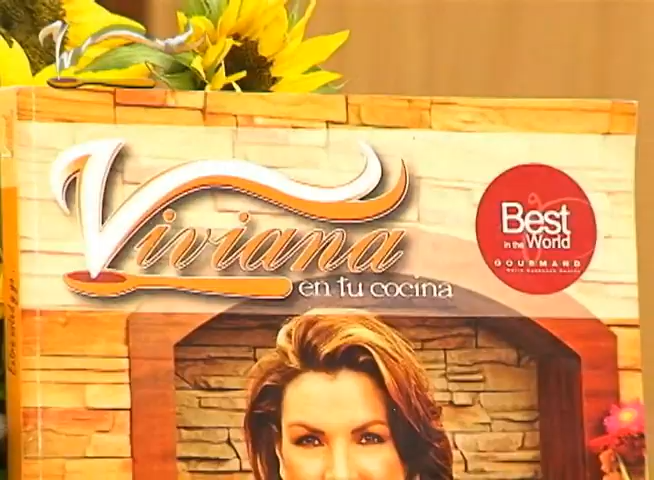 Viviana
en tu cocina
Best
in the World
GOURMAND